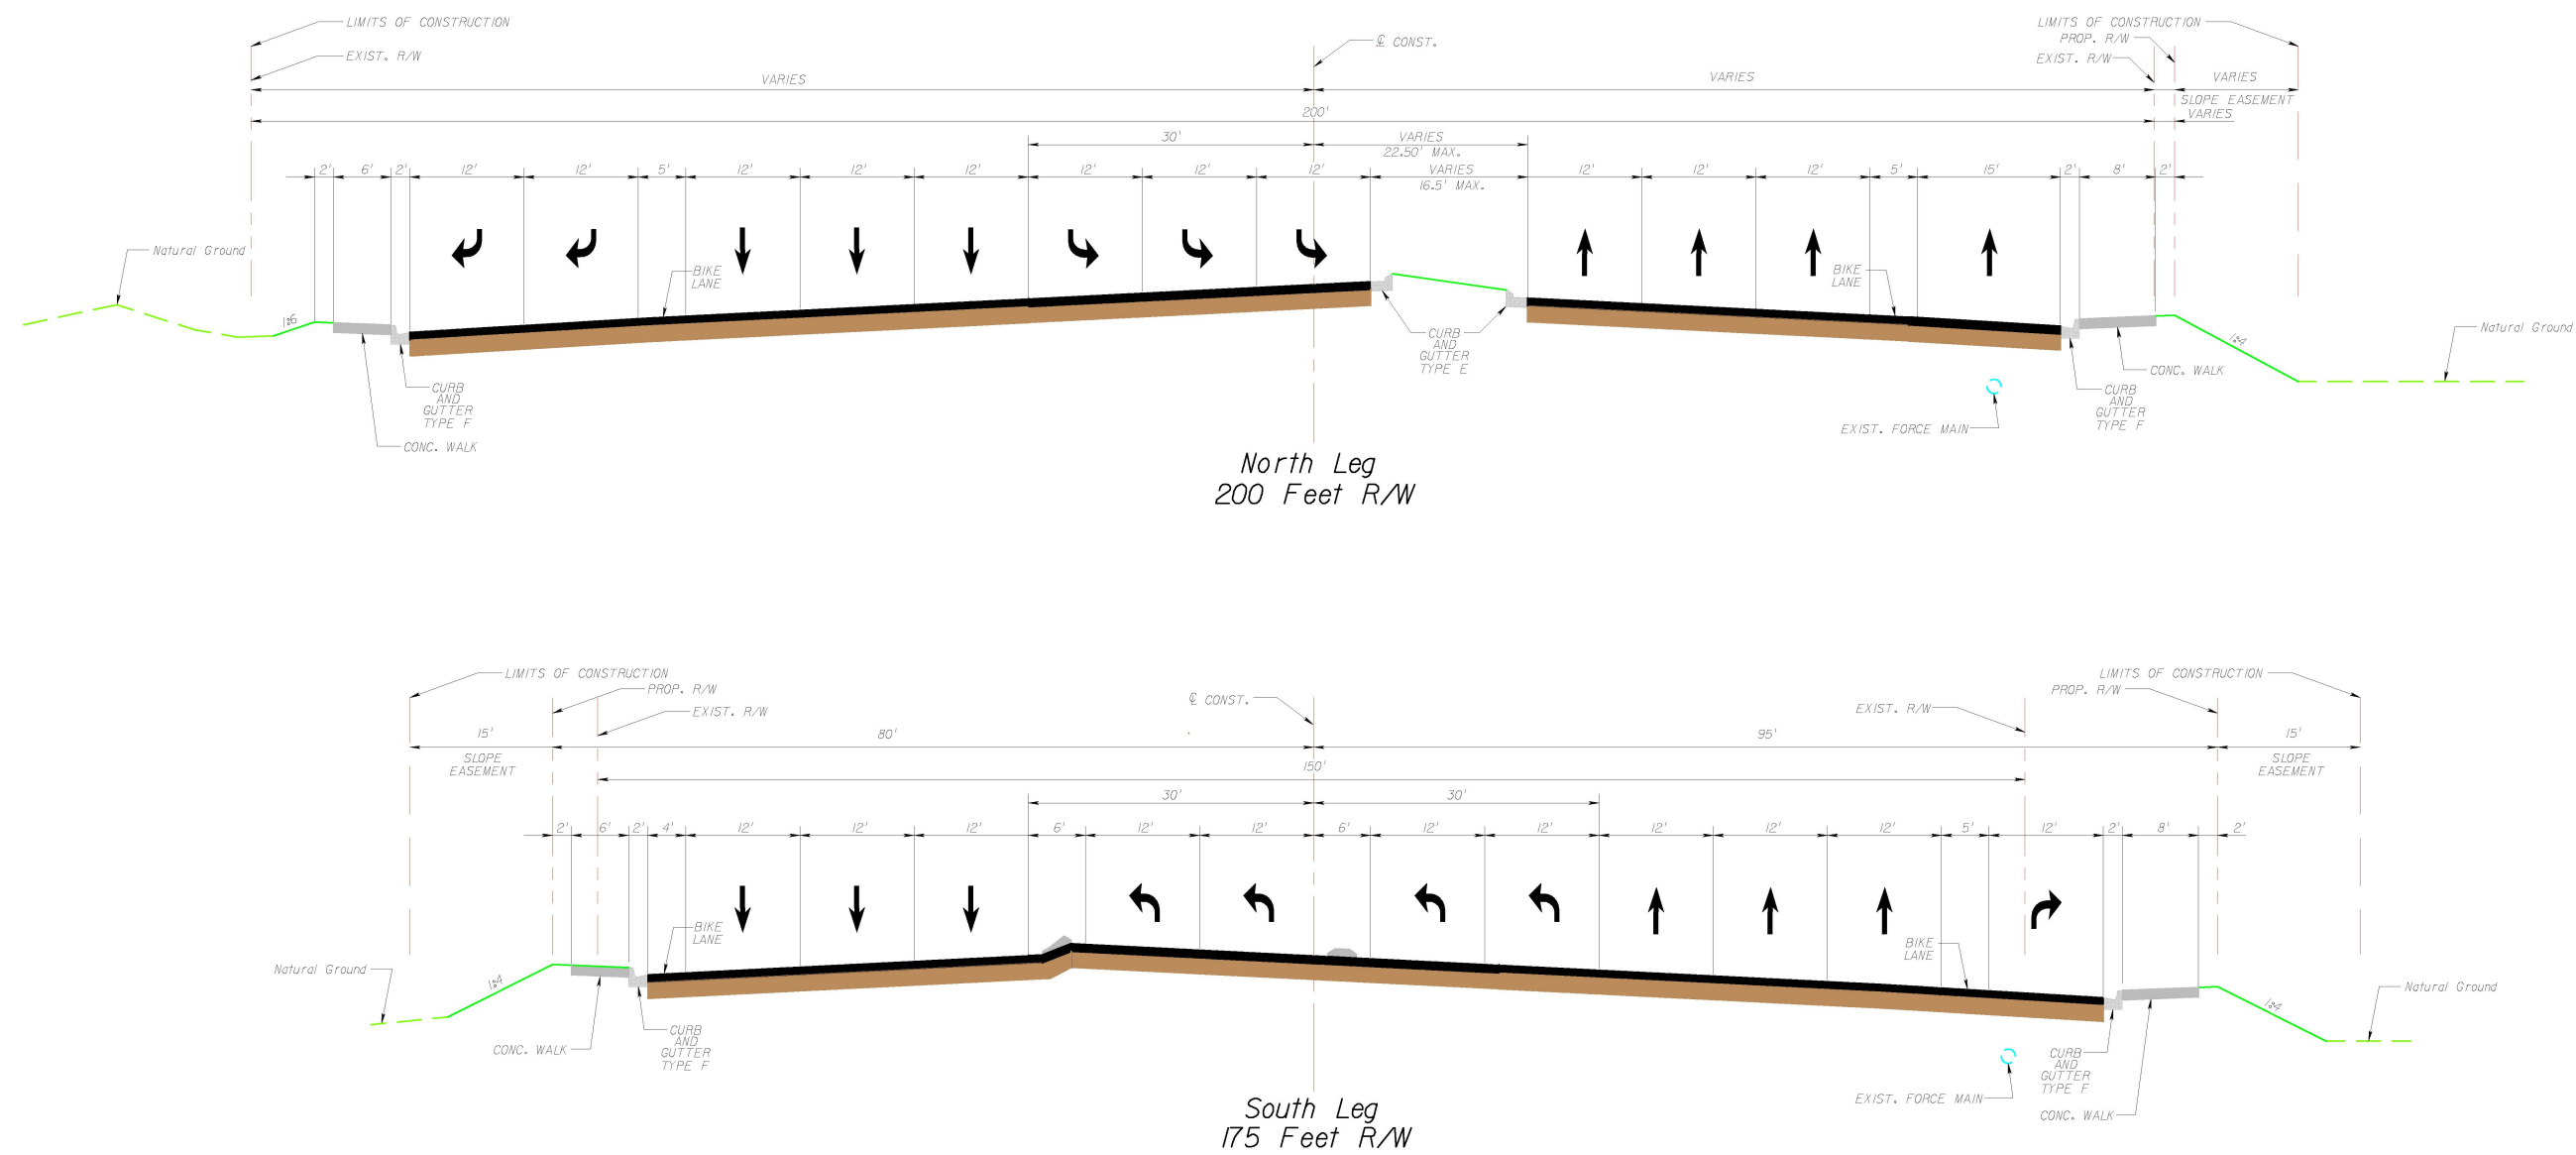 LIMITS OF CONSTRUCTION
EXIST. R/W
℄ CONST.
LIMITS OF CONSTRUCTION
PROP. R/W
EXIST. R/W
VARIES
VARIES
VARIES
SLOPE EASEMENT
200'
VARIES
30'
VARIES
22.50' MAX.
2'
6'
2'
12'
12'
5'
12'
12'
12'
12'
12'
12'
VARIES
16.5' MAX.
12'
12'
12'
5'
15'
2'
8'
2'
Natural Ground
BIKE
LANE
BIKE
LANE
1:6
CURB
AND
GUTTER
TYPE E
Natural Ground
1:4
CONC. WALK
CURB
AND
GUTTER
TYPE F
CURB
AND
GUTTER
TYPE F
EXIST. FORCE MAIN
CONC. WALK
North Leg
200 Feet R/W
LIMITS OF CONSTRUCTION
PROP. R/W
EXIST. R/W
℄ CONST.
LIMITS OF CONSTRUCTION
PROP. R/W
EXIST. R/W
15'
SLOPE
EASEMENT
80'
95'
15'
SLOPE
EASEMENT
150'
30'
30'
2'
6'
2'
4'
12'
12'
12'
6'
12'
12'
6'
12'
12'
12'
12'
12'
5'
12'
2'
8'
2'
BIKE
LANE
BIKE
LANE
Natural Ground
1:4
Natural Ground
1:4
CURB
AND
GUTTER
TYPE F
CONC. WALK
CURB
AND
GUTTER
TYPE F
EXIST. FORCE MAIN
CONC. WALK
South Leg
175 Feet R/W